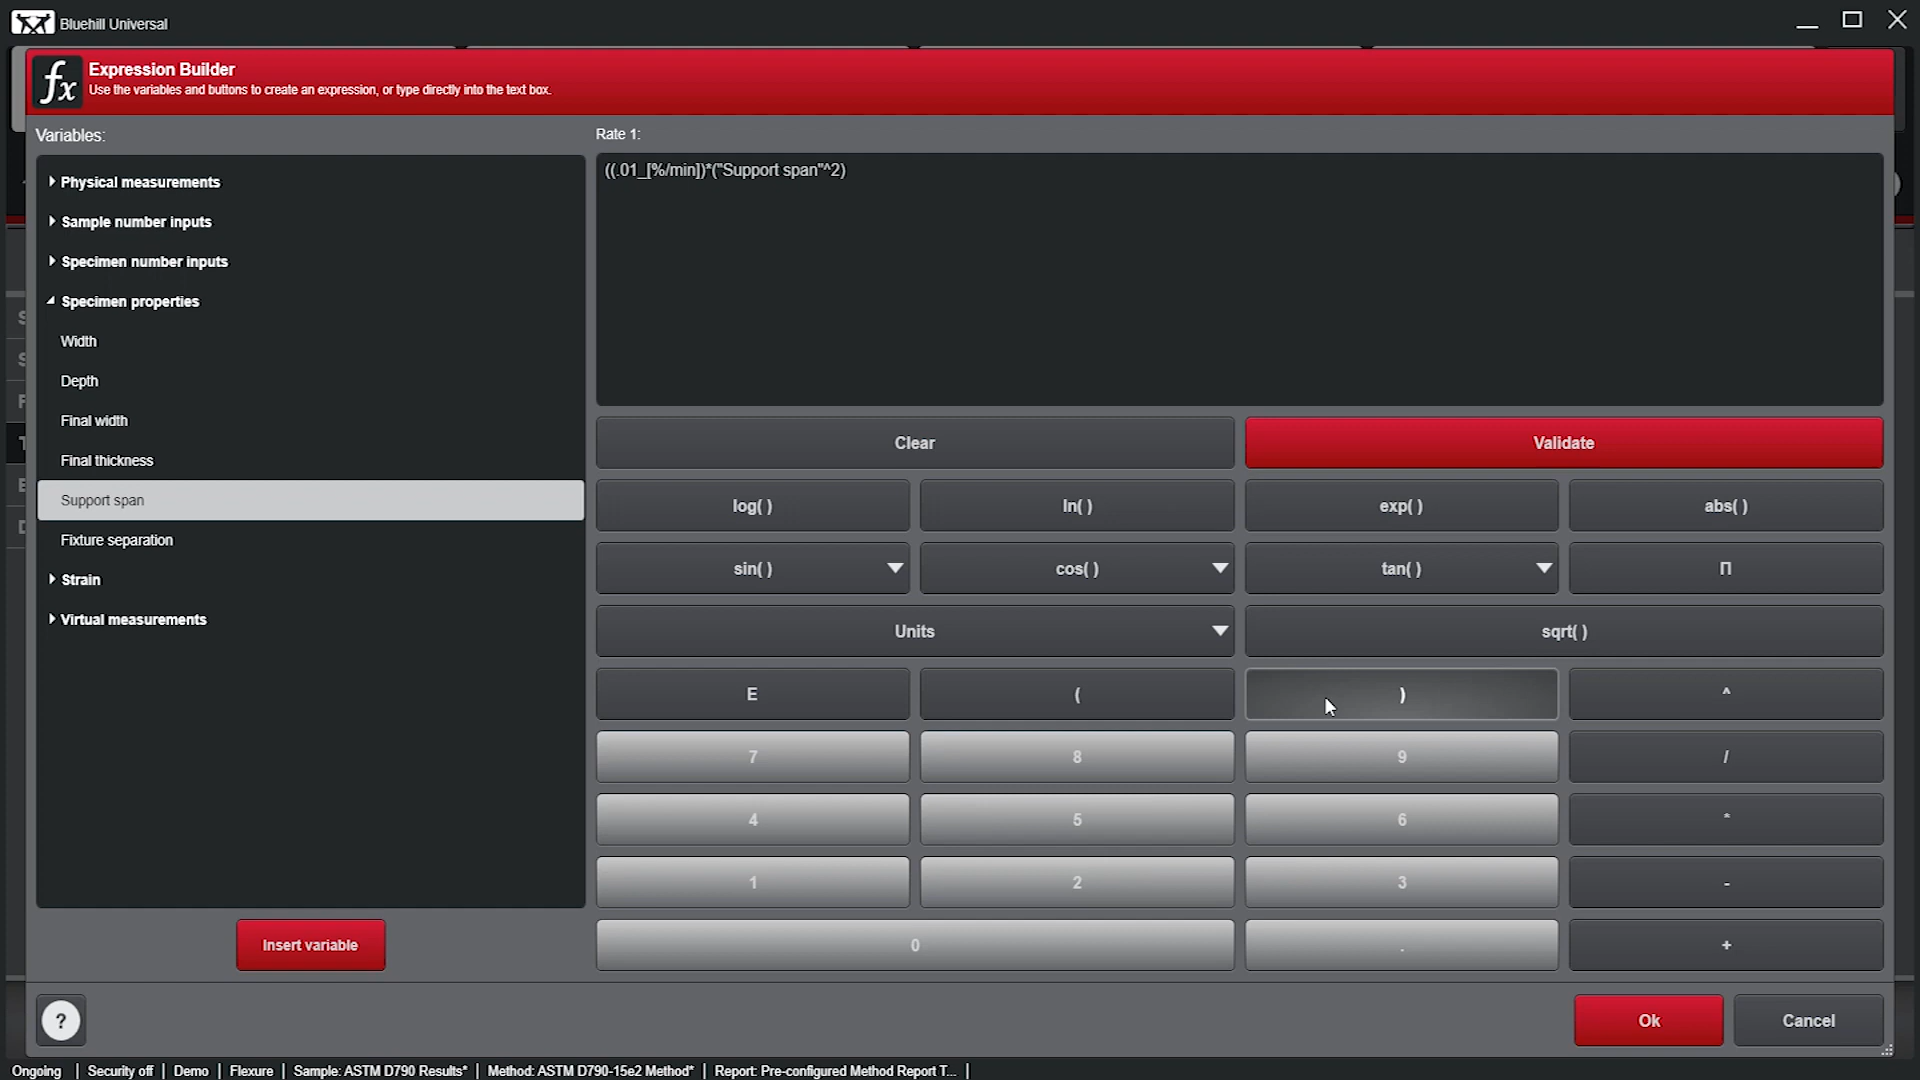 Bluehill Universal
fx
Expression Builder
Use the variables and buttons to create an expression, or type directly into the text box.
Variables:
Rate 1:
Physical measurements
Sample number inputs
Specimen number inputs
Specimen properties
Width
Depth
Final width
Final thickness
Support span
Fixture separation
Strain
Virtual measurements
Insert variable
((.01_[%/min])*("Support span"^2)
Clear
Validate
log( )
ln( )
exp( )
abs( )
sin( )
cos( )
tan( )
Π
Units
sqrt( )
E
(
)
^
7
8
9
/
4
5
6
*
1
2
3
-
0
.
+
?
Ok
Cancel
Ongoing | Security off | Demo | Flexure | Sample: ASTM D790 Results* | Method: ASTM D790-15e2 Method* | Report: Pre-configured Method Report T... |